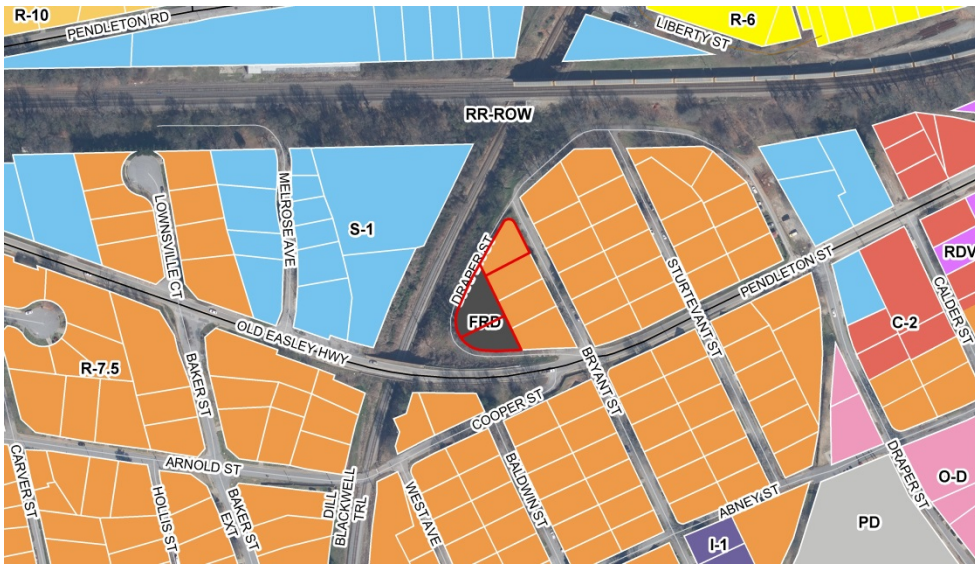 R-10
PENDLETON RD
LIBERTY ST
R-6
RR-ROW
LOWNSVILLE CT
MELROSE AVE
S-1
DRAPER ST
FRD
STURTEVANT ST
PENDLETON ST
RDV
CALDER ST
C-2
OLD EASLEY HWY
R-7.5
BAKER ST
BRYANT ST
COOPER ST
ARNOLD ST
CARVER ST
HOLLIS ST
BAKER ST
EXT
DILL
BLACKWELL
TRL
WEST AVE
BALDWIN ST
ABNEY ST
DRAPER ST
O-D
PD
I-1